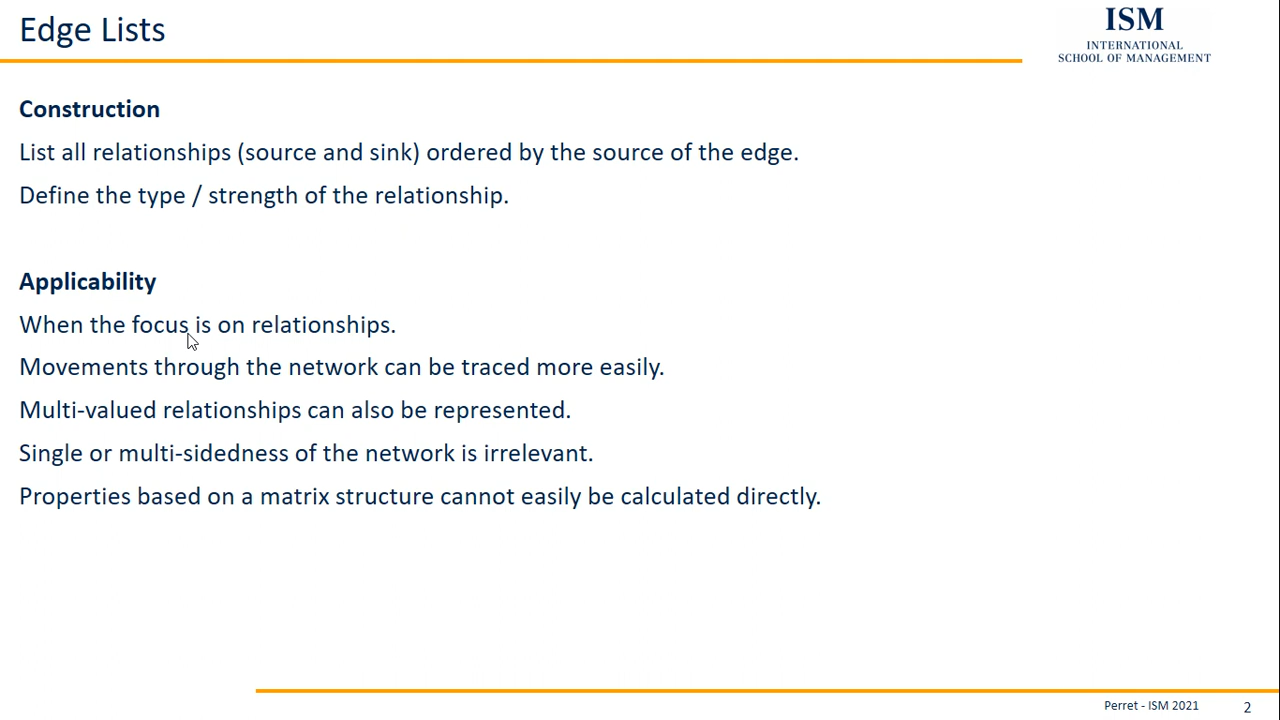 Edge Lists
ISM
INTERNATIONAL
SCHOOL OF MANAGEMENT
Construction
List all relationships (source and sink) ordered by the source of the edge.
Define the type / strength of the relationship.
Applicability
When the focus is on relationships.
Movements through the network can be traced more easily.
Multi-valued relationships can also be represented.
Single or multi-sidedness of the network is irrelevant.
Properties based on a matrix structure cannot easily be calculated directly.
Perret - ISM 2021
2